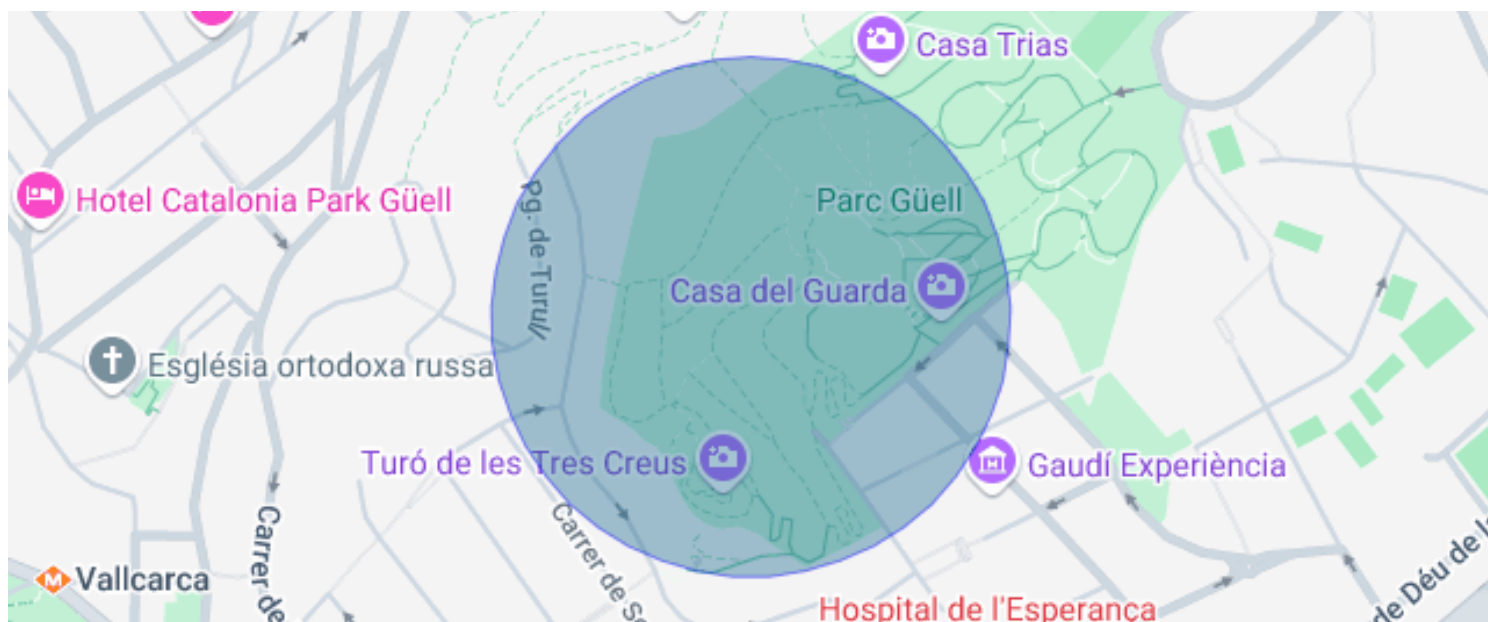 Casa Trias
Hotel Catalonia Park Güell
Parc Güell
Pg. de Turull
Casa del Guarda
Església ortodoxa russa
Turó de les Tres Creus
Gaudí Experiència
Carrer de
Carrer de
M
Vallcarca
de Déu de
Hospital de l'Esperança